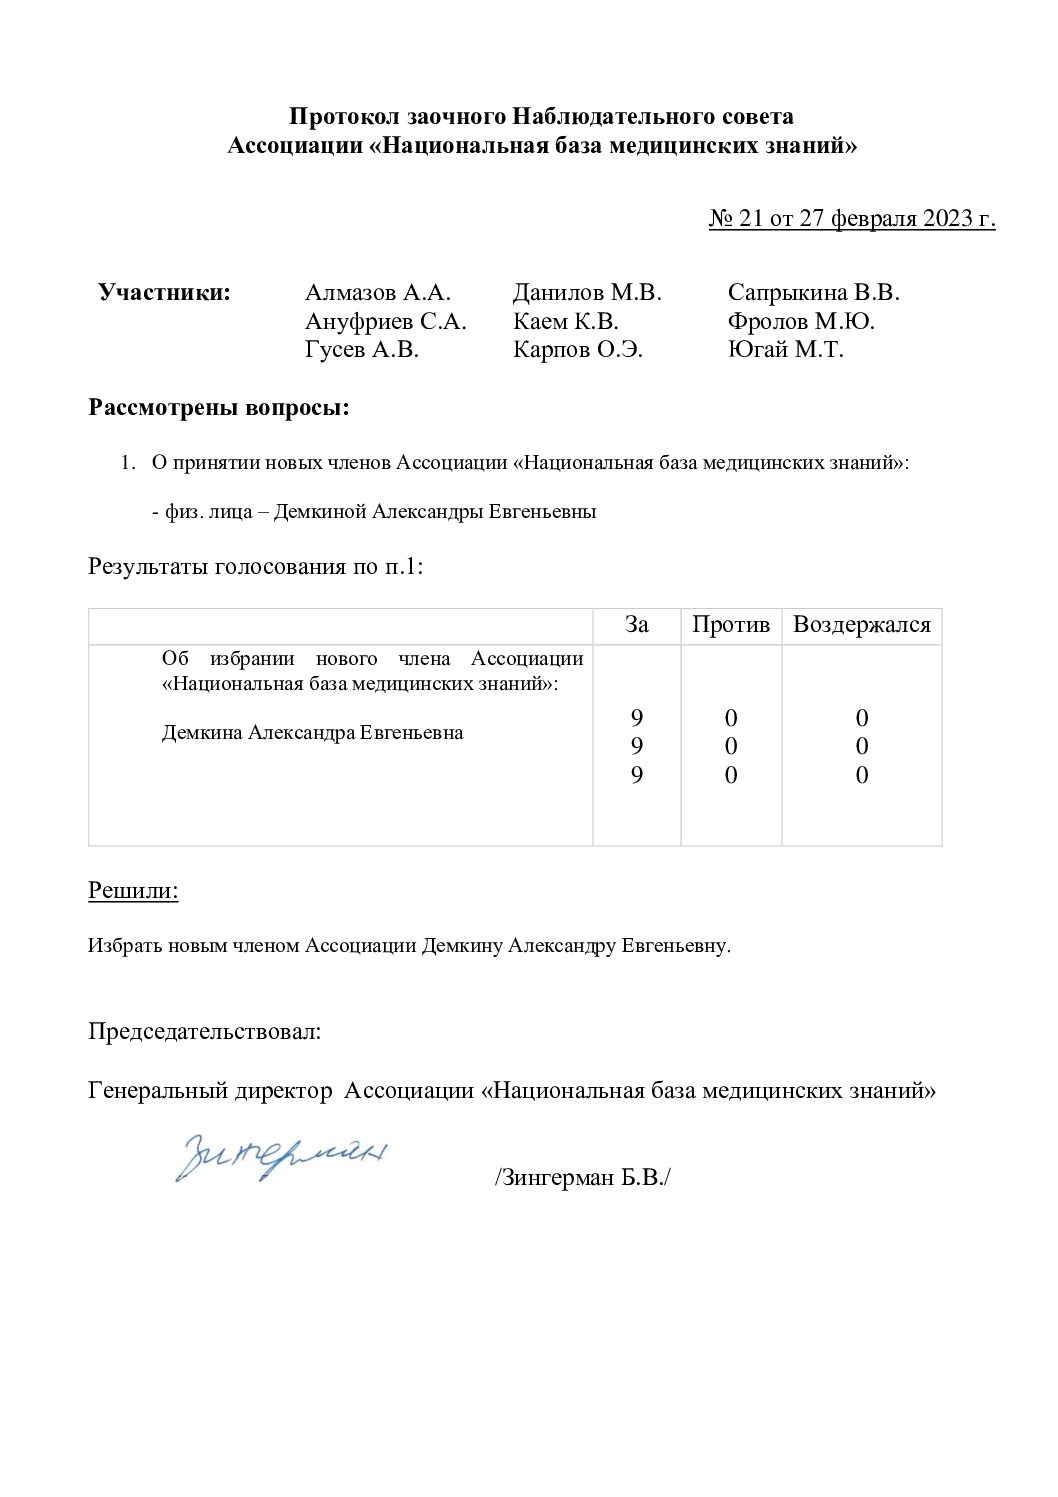 Протокол заочного Наблюдательного совета
Ассоциации «Национальная база медицинских знаний»
№ 21 от 27 февраля 2023 г.
Участники: Алмазов А.А. Данилов М.В. Сапрыкина В.В.
Ануфриев С.А. Каем К.В. Фролов М.Ю.
Гусев А.В. Карпов О.Э. Югай М.Т.
Рассмотрены вопросы:
1. О принятии новых членов Ассоциации «Национальная база медицинских знаний»:
- физ. лица – Демкиной Александры Евгеньевны
Результаты голосования по п.1:
За Против Воздержался
Об избрании нового члена Ассоциации
«Национальная база медицинских знаний»:
Демкина Александра Евгеньевна
9 0 0
9 0 0
9 0 0
Решили:
Избрать новым членом Ассоциации Демкину Александру Евгеньевну.
Председательствовал:
Генеральный директор Ассоциации «Национальная база медицинских знаний»
Зингерман
/Зингерман Б.В./